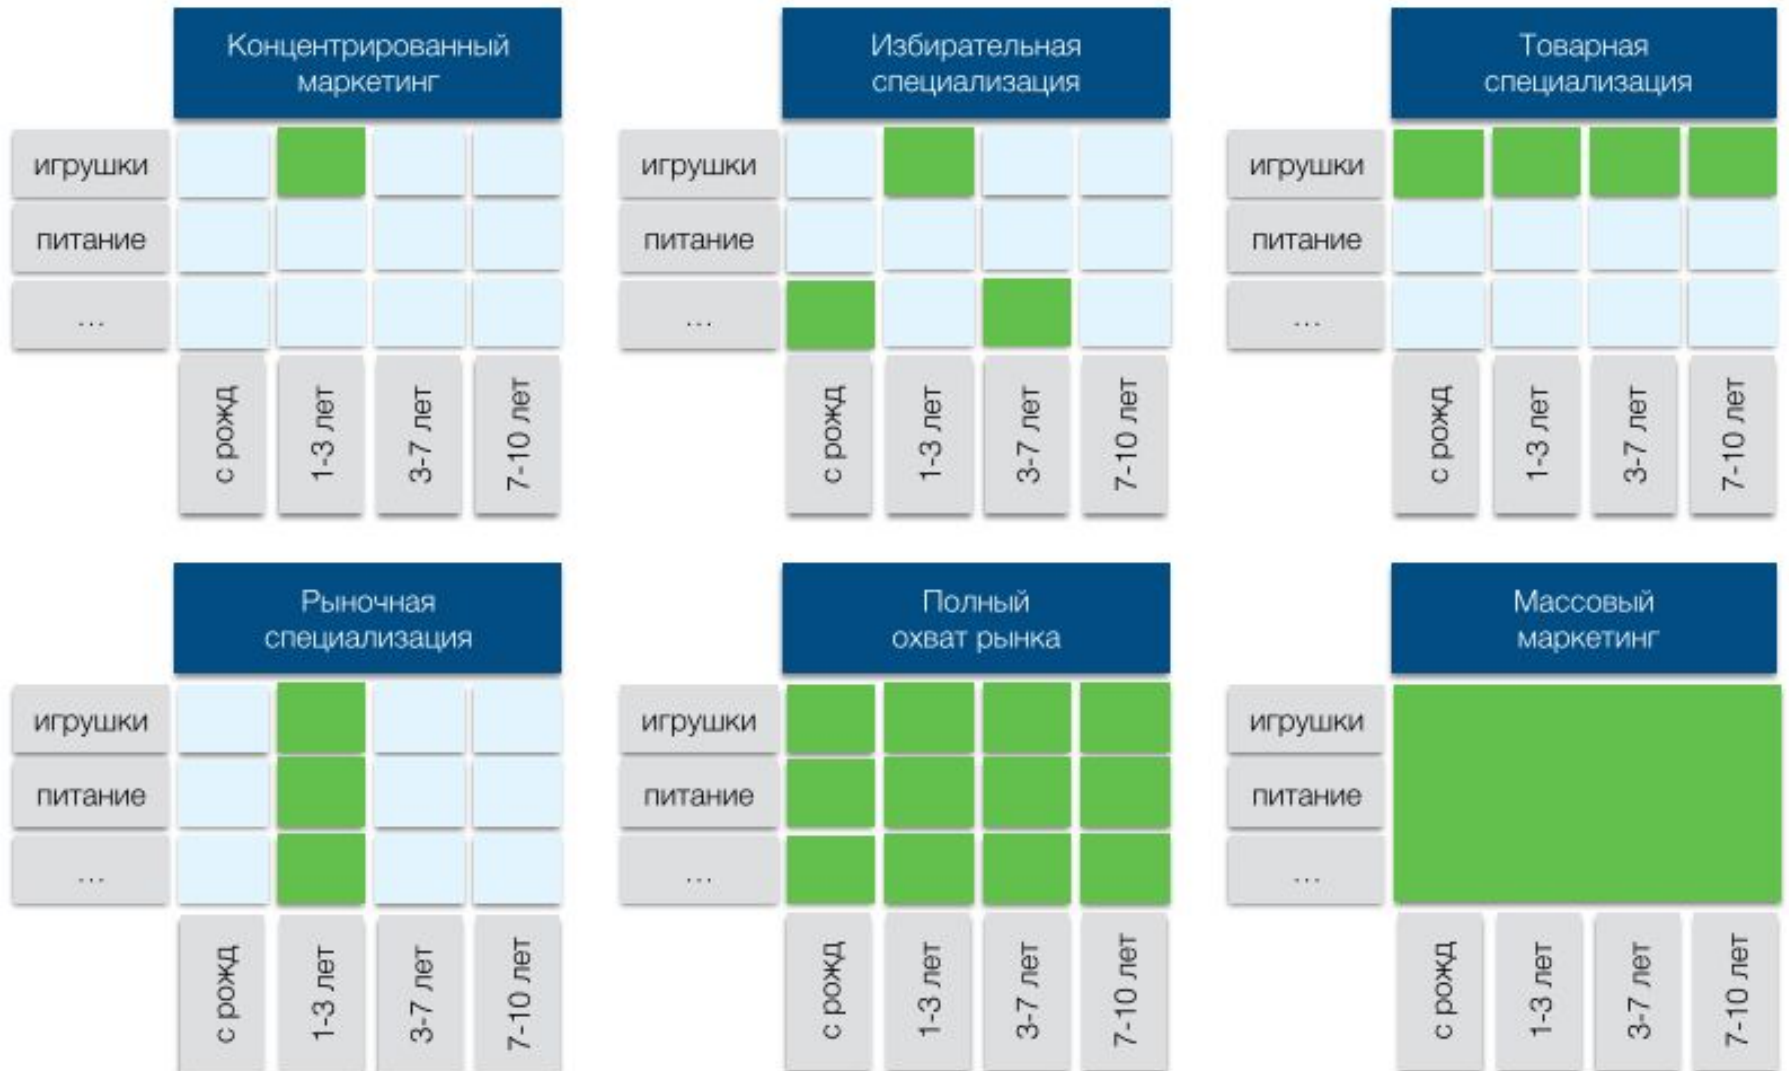 Концентрированный
маркетинг
игрушки
питание
...
с рожд
1-3 лет
3-7 лет
7-10 лет
Избирательная
специализация
игрушки
питание
...
с рожд
1-3 лет
3-7 лет
7-10 лет
Товарная
специализация
игрушки
питание
...
с рожд
1-3 лет
3-7 лет
7-10 лет
Рыночная
специализация
игрушки
питание
...
с рожд
1-3 лет
3-7 лет
7-10 лет
Полный
охват рынка
игрушки
питание
...
с рожд
1-3 лет
3-7 лет
7-10 лет
Массовый
маркетинг
игрушки
питание
...
с рожд
1-3 лет
3-7 лет
7-10 лет